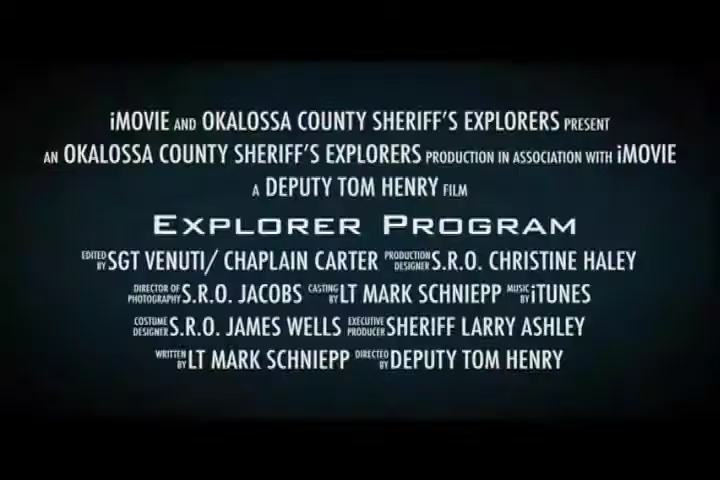 iMOVIE AND OKALOSSA COUNTY SHERIFF'S EXPLORERS PRESENT
AN OKALOSSA COUNTY SHERIFF'S EXPLORERS PRODUCTION IN ASSOCIATION WITH iMOVIE
A DEPUTY TOM HENRY FILM
EXPLORER PROGRAM
EDITED BY SGT VENUTI/ CHAPLAIN CARTER PRODUCTION DESIGNER S.R.O. CHRISTINE HALEY
DIRECTOR OF PHOTOGRAPHY S.R.O. JACOBS CASTING BY LT MARK SCHNIEPP MUSIC BY iTUNES
COSTUME DESIGNER S.R.O. JAMES WELLS EXECUTIVE PRODUCER SHERIFF LARRY ASHLEY
WRITTEN BY LT MARK SCHNIEPP DIRECTED BY DEPUTY TOM HENRY